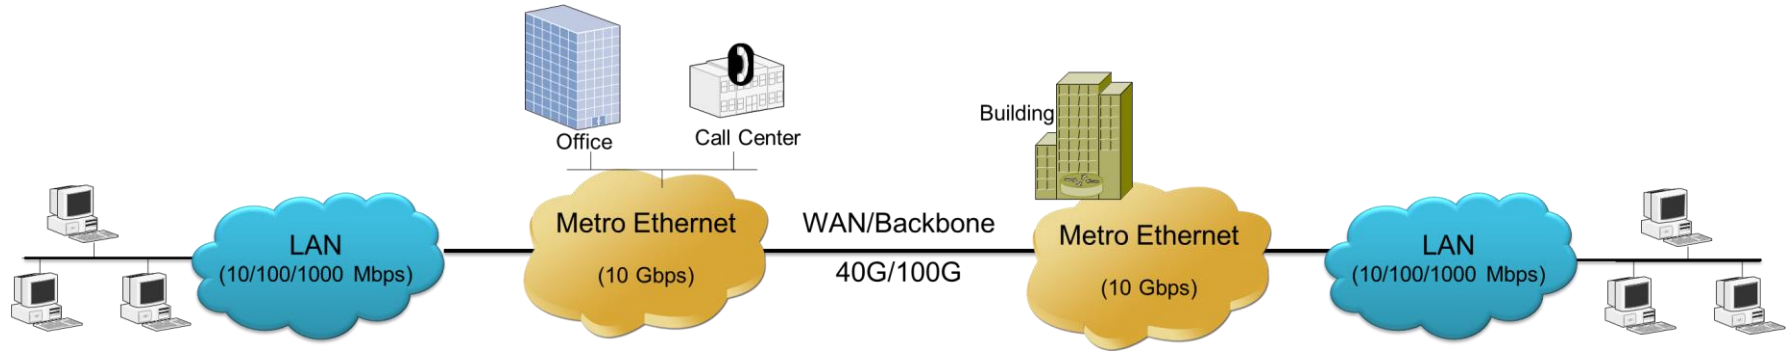 Office
Call Center
Building
LAN
(10/100/1000 Mbps)
Metro Ethernet
(10 Gbps)
WAN/Backbone
40G/100G
Metro Ethernet
(10 Gbps)
LAN
(10/100/1000 Mbps)